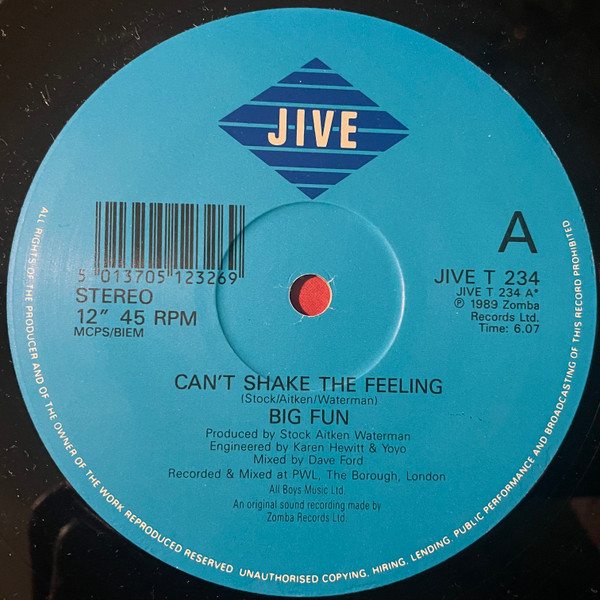 JIVE
A
5 013705 123269
STEREO
12" 45 RPM
MCPS/BIEM
JIVE T 234
JIVE T 234 A*
℗ 1989 Zomba
Records Ltd.
Time: 6.07
CAN'T SHAKE THE FEELING
(Stock/Aitken/Waterman)
BIG FUN
Produced by Stock Aitken Waterman
Engineered by Karen Hewitt & Yoyo
Mixed by Dave Ford
Recorded & Mixed at PWL, The Borough, London
All Boys Music Ltd.
An original sound recording made by
Zomba Records Ltd.
ALL RIGHTS OF THE PRODUCER AND OF THE OWNER OF THE WORK REPRODUCED RESERVED. UNAUTHORISED COPYING, HIRING, LENDING, PUBLIC PERFORMANCE AND BROADCASTING OF THIS RECORD PROHIBITED